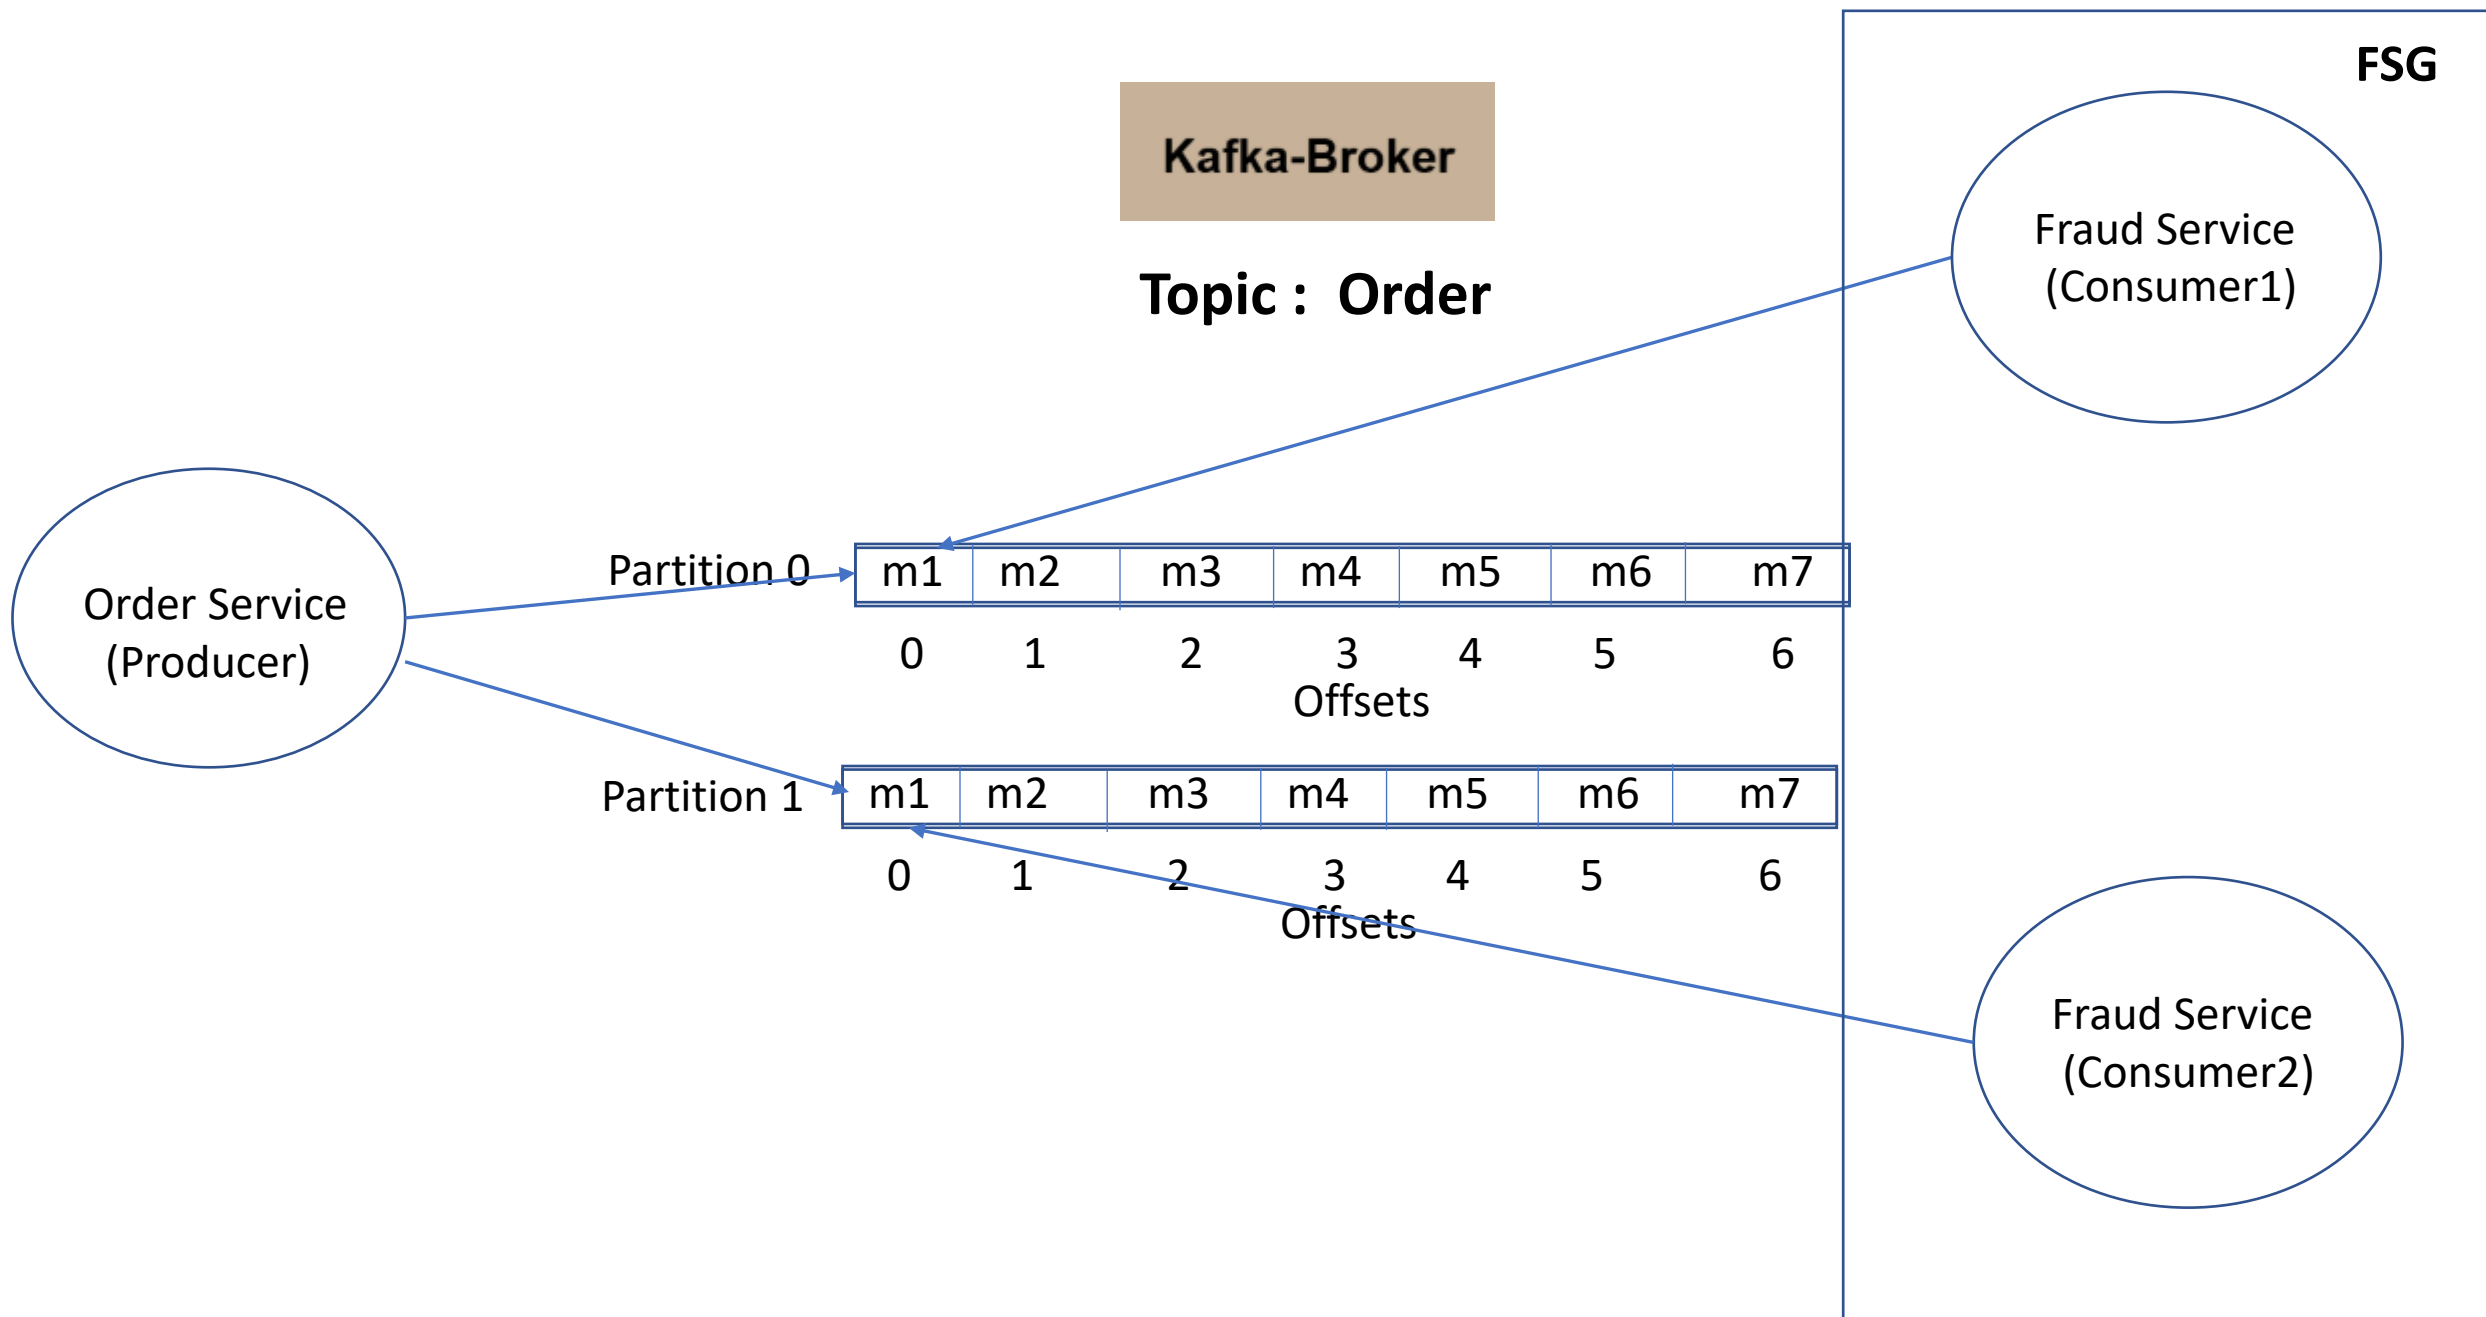 FSG
Kafka-Broker
Topic :  Order
Fraud Service
(Consumer1)
Order Service
(Producer)
Partition 0
m1 m2 m3 m4 m5 m6 m7
0 1 2 3 4 5 6
Offsets
Partition 1
m1 m2 m3 m4 m5 m6 m7
0 1 2 3 4 5 6
Offsets
Fraud Service
(Consumer2)